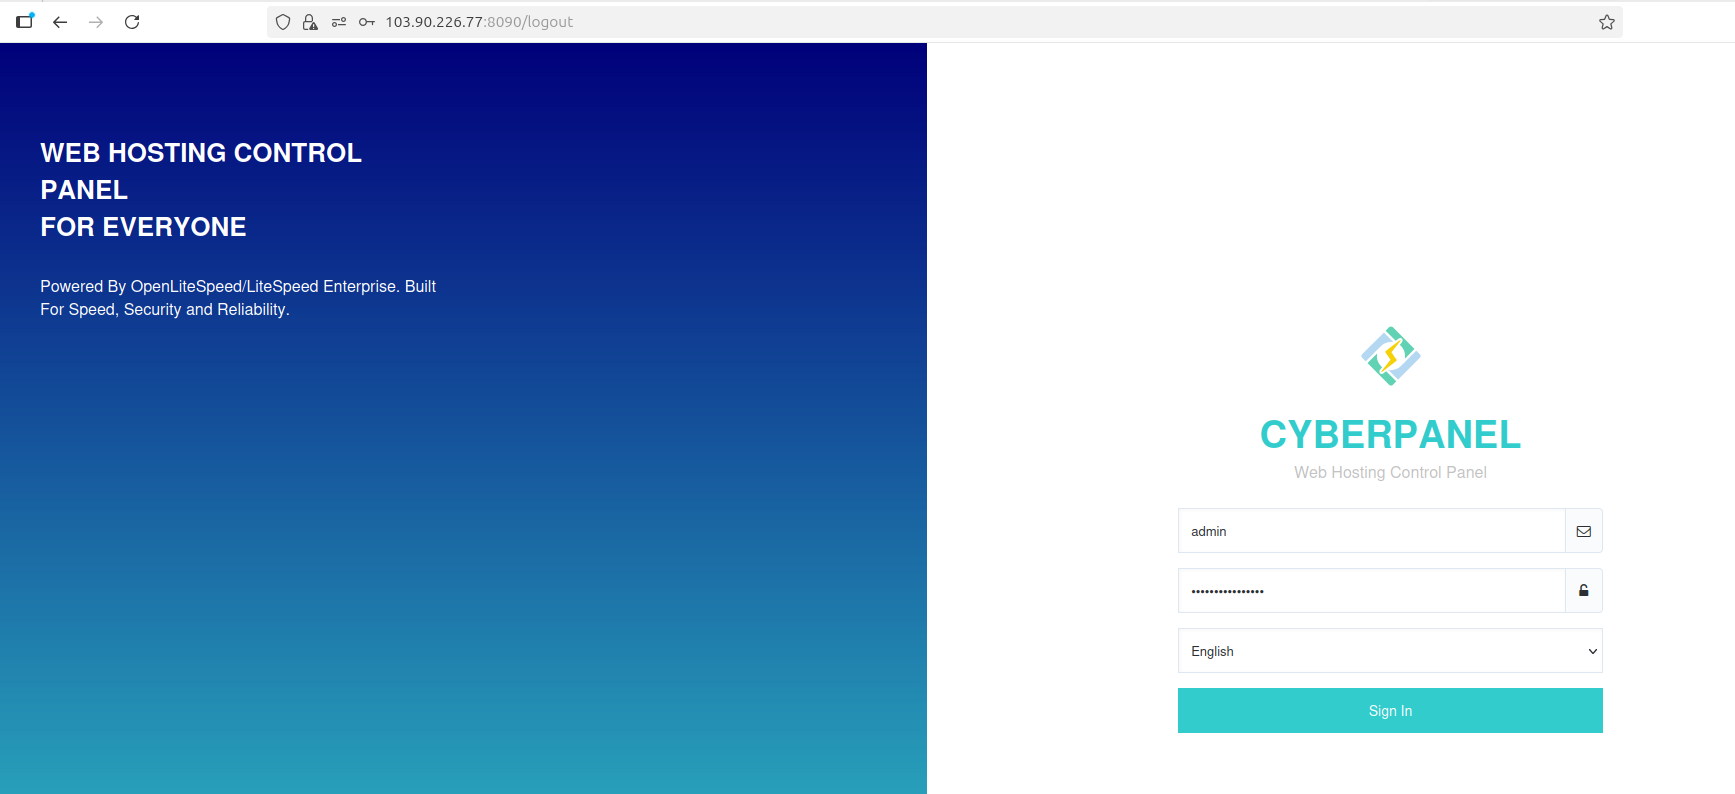 103.90.226.77:8090/logout
WEB HOSTING CONTROL
PANEL
FOR EVERYONE
Powered By OpenLiteSpeed/LiteSpeed Enterprise. Built
For Speed, Security and Reliability.
CYBERPANEL
Web Hosting Control Panel
admin
••••••••••••••••
English
Sign In